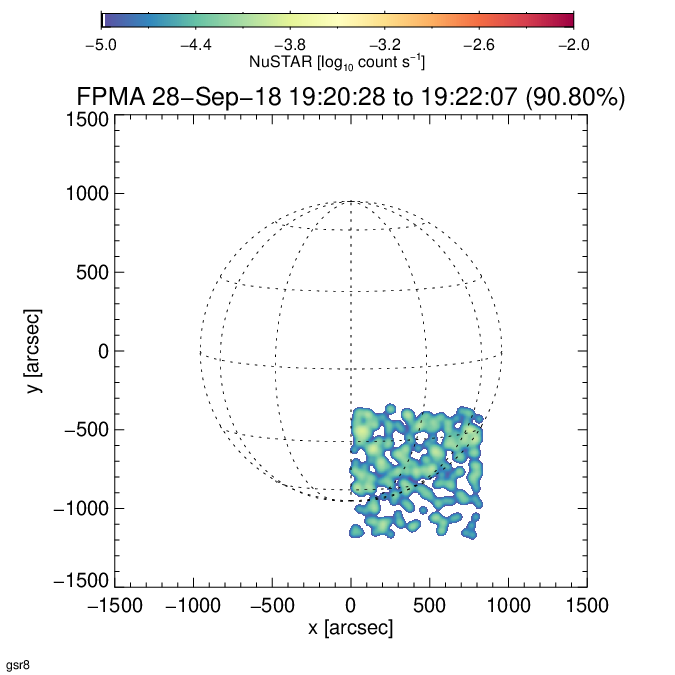 −5.0 −4.4 −3.8 −3.2 −2.6 −2.0
NuSTAR [log10 count s−1]
FPMA 28−Sep−18 19:20:28 to 19:22:07 (90.80%)
1500
1000
500
0
−500
−1000
−1500
y [arcsec]
−1500 −1000 −500 0 500 1000 1500
x [arcsec]
gsr8